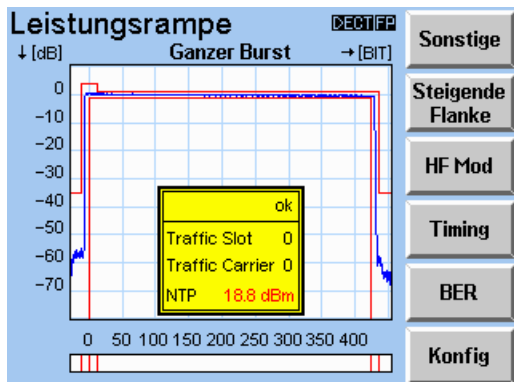 Leistungsrampe
DECT FP
↓ [dB]
Ganzer Burst
→ [BIT]
0
-10
-20
-30
-40
-50
-60
-70
ok
Traffic Slot 0
Traffic Carrier 0
NTP 18.8 dBm
0 50 100 150 200 250 300 350 400
Sonstige
Steigende
Flanke
HF Mod
Timing
BER
Konfig